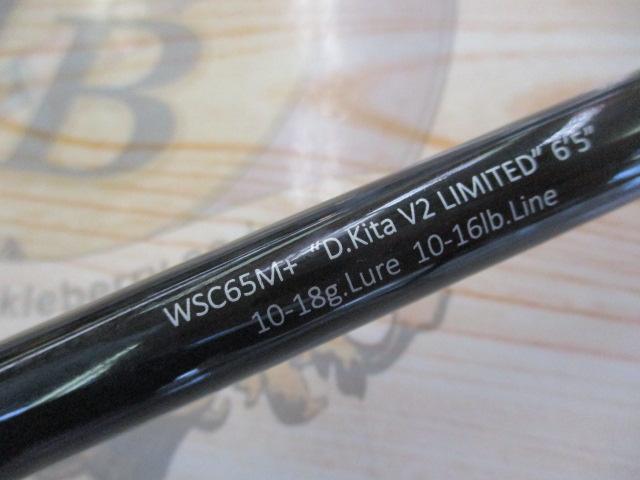 B
WSC65M+ "D.Kita V2 LIMITED" 6'5"
10-18g.Lure 10-16lb.Line